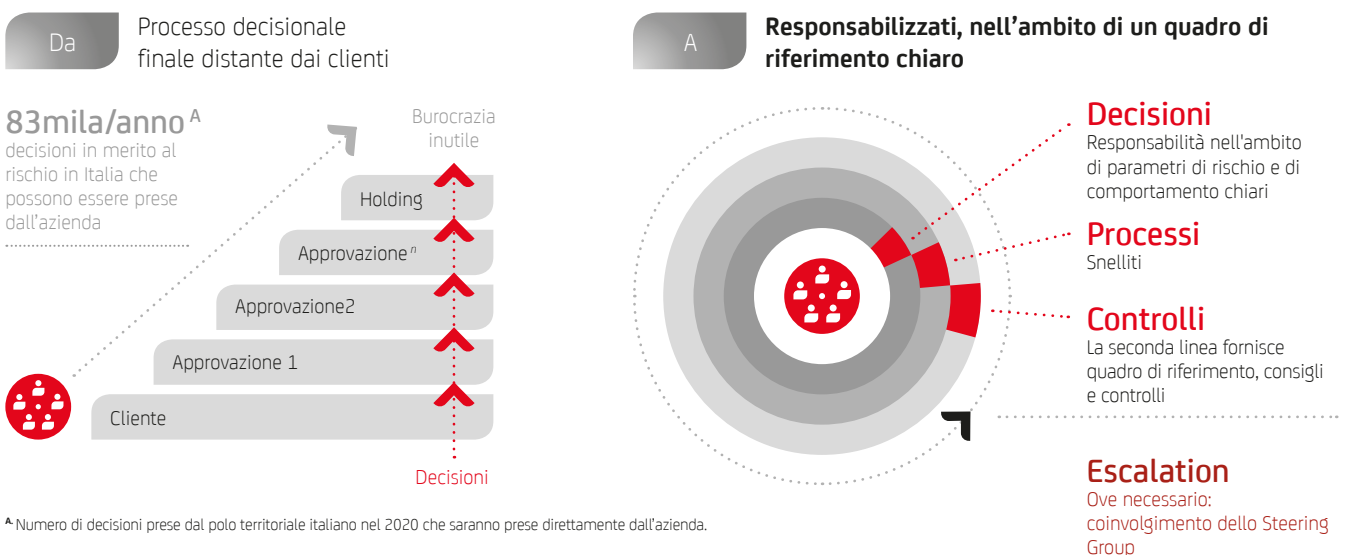 Da
Processo decisionale
finale distante dai clienti
83mila/anno A
decisioni in merito al
rischio in Italia che
possono essere prese
dall'azienda
Burocrazia
inutile
Holding
Approvazione n
Approvazione2
Approvazione 1
Cliente
Decisioni
A
Responsabilizzati, nell'ambito di un quadro di
riferimento chiaro
Decisioni
Responsabilità nell'ambito
di parametri di rischio e di
comportamento chiari
Processi
Snelliti
Controlli
La seconda linea fornisce
quadro di riferimento, consigli
e controlli
Escalation
Ove necessario:
coinvolgimento dello Steering
Group
A. Numero di decisioni prese dal polo territoriale italiano nel 2020 che saranno prese direttamente dall'azienda.